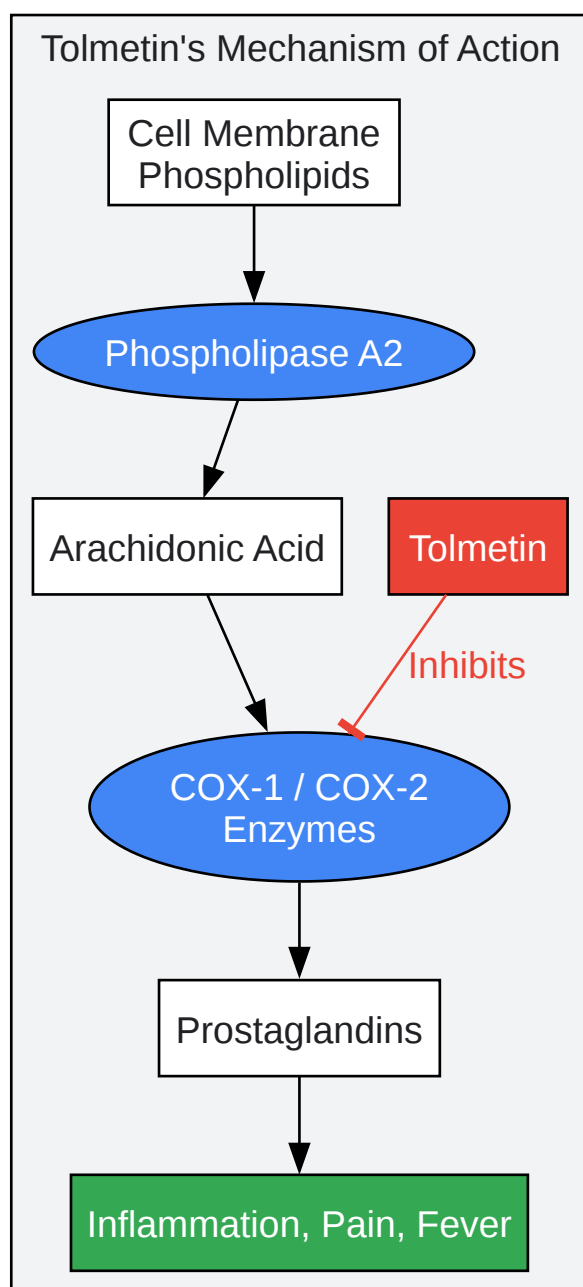 Tolmetin's Mechanism of Action
Cell Membrane
Phospholipids
Phospholipase A2
Arachidonic Acid
Tolmetin
Inhibits
COX-1 / COX-2
Enzymes
Prostaglandins
Inflammation, Pain, Fever